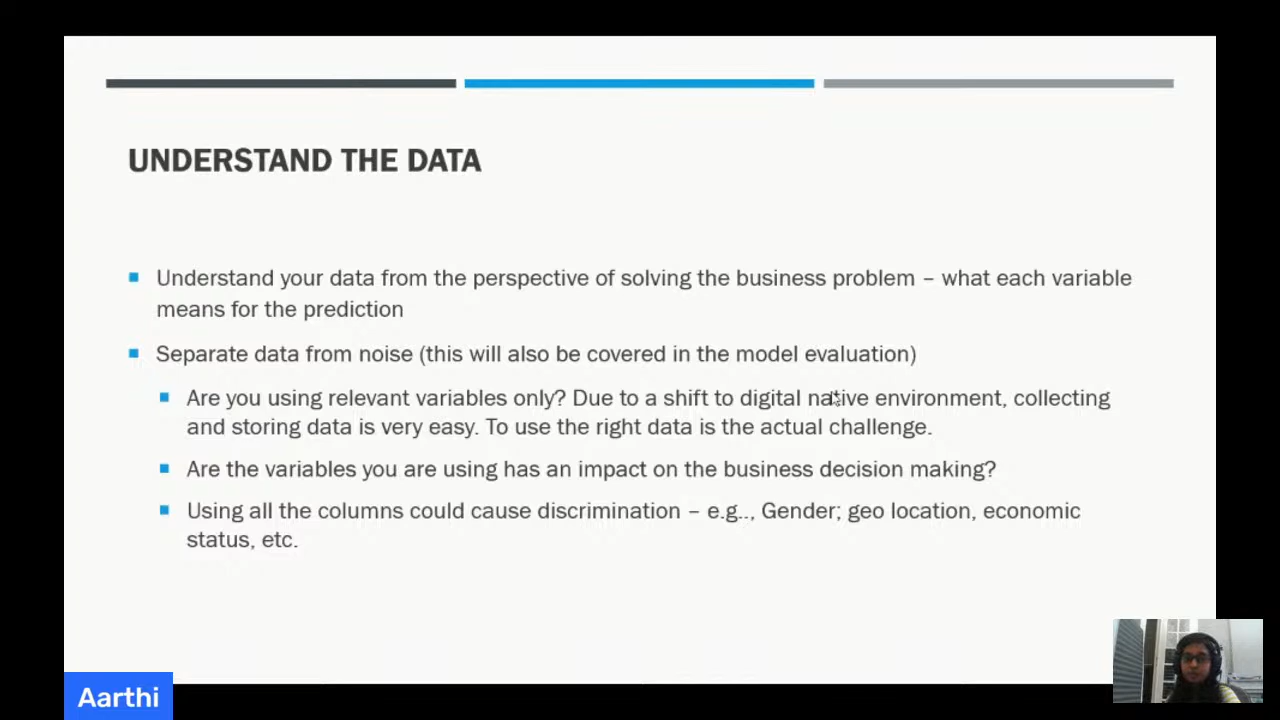 UNDERSTAND THE DATA
Understand your data from the perspective of solving the business problem – what each variable
means for the prediction
Separate data from noise (this will also be covered in the model evaluation)
Are you using relevant variables only? Due to a shift to digital native environment, collecting
and storing data is very easy. To use the right data is the actual challenge.
Are the variables you are using has an impact on the business decision making?
Using all the columns could cause discrimination – e.g.., Gender; geo location, economic
status, etc.
Aarthi